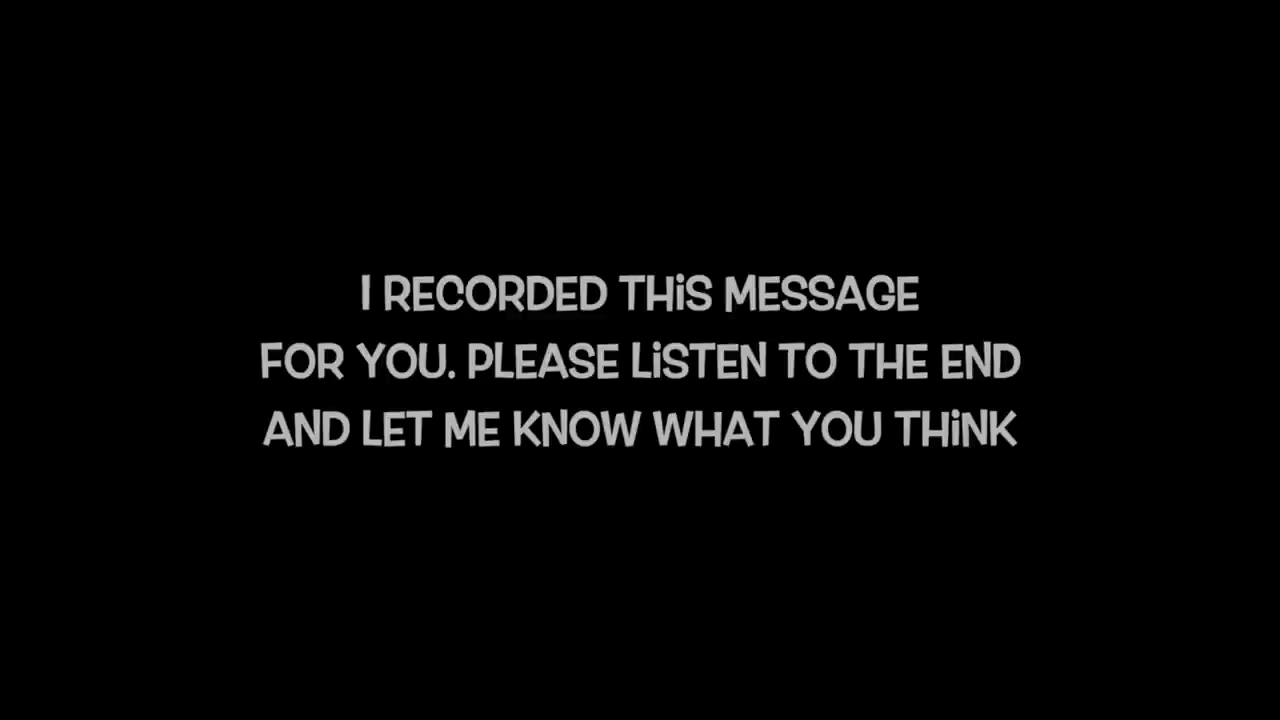 I RECORDED THiS MESSAGE
FOR YOU. PLEASE LiSTEN TO THE END
AND LET ME KNOW WHAT YOU THiNK